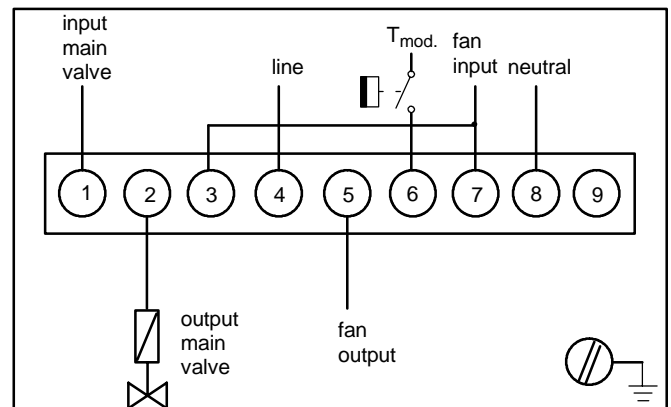 input
main
valve
line
Tmod.
fan
input
neutral
1
2
3
4
5
6
7
8
9
output
main
valve
fan
output